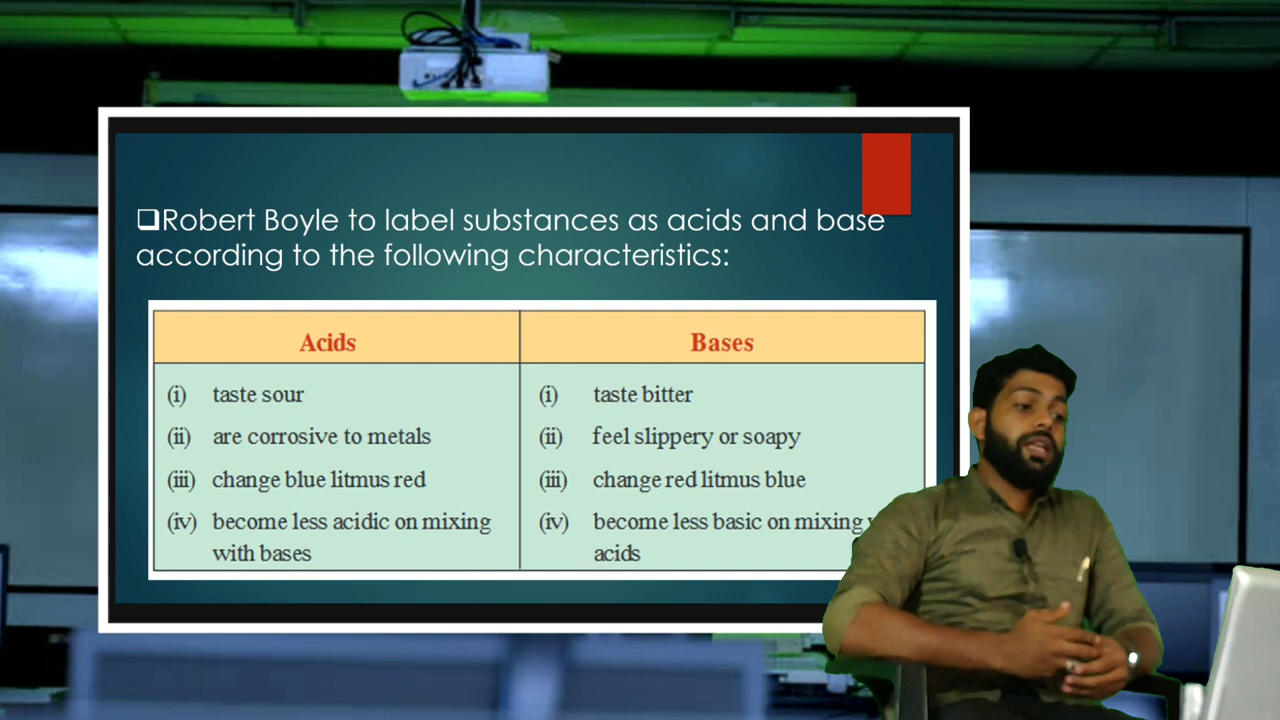 ❑Robert Boyle to label substances as acids and base
according to the following characteristics:
Acids
Bases
(i) taste sour
(ii) are corrosive to metals
(iii) change blue litmus red
(iv) become less acidic on mixing
with bases
(i) taste bitter
(ii) feel slippery or soapy
(iii) change red litmus blue
(iv) become less basic on mixing
acids